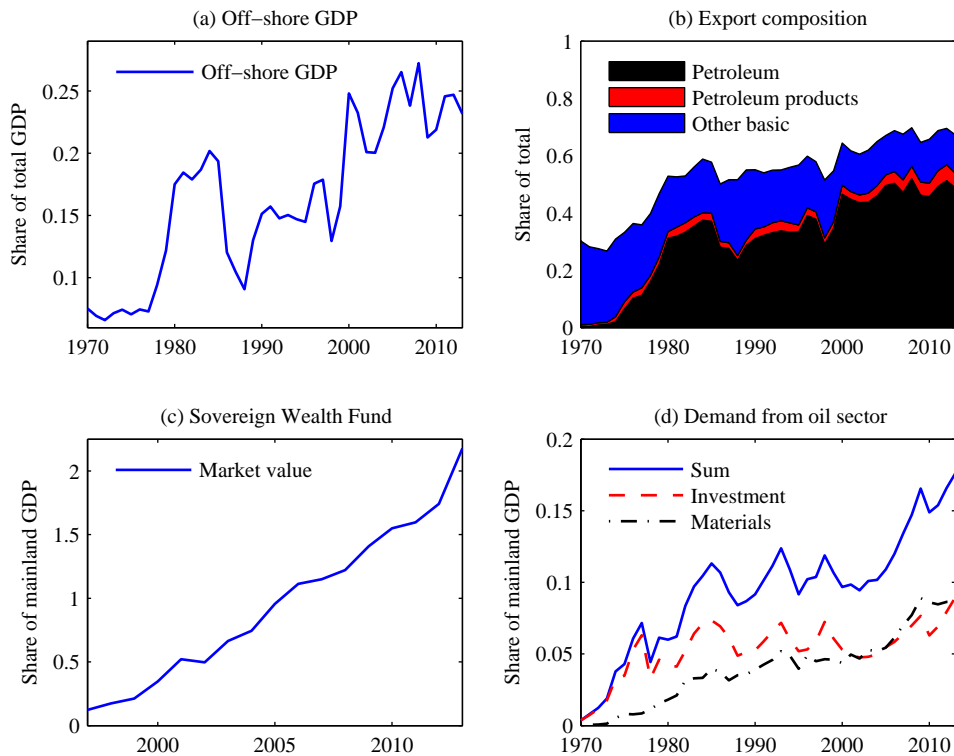 (a) Off−shore GDP
Off−shore GDP
Share of total GDP
0.25
0.2
0.15
0.1
1970 1980 1990 2000 2010
(b) Export composition
Petroleum
Petroleum products
Other basic
Share of total
1
0.8
0.6
0.4
0.2
0
1970 1980 1990 2000 2010
(c) Sovereign Wealth Fund
Market value
Share of mainland GDP
2
1.5
1
0.5
0
2000 2005 2010
(d) Demand from oil sector
Sum
Investment
Materials
Share of mainland GDP
0.2
0.15
0.1
0.05
0
1970 1980 1990 2000 2010